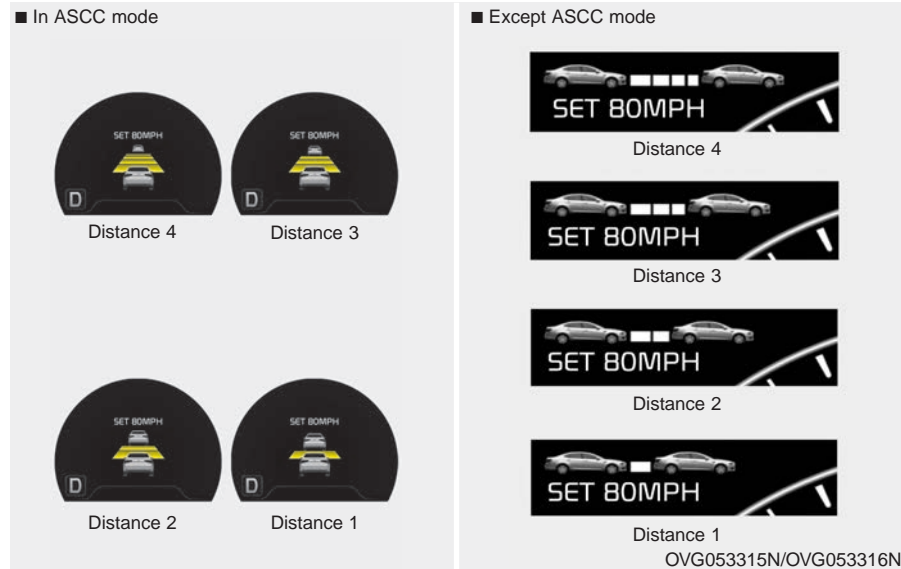 ■ In ASCC mode
SET 80MPH
D
Distance 4
SET 80MPH
D
Distance 3
SET 80MPH
D
Distance 2
SET 80MPH
D
Distance 1
■ Except ASCC mode
SET 80MPH
Distance 4
SET 80MPH
Distance 3
SET 80MPH
Distance 2
SET 80MPH
Distance 1
OVG053315N/OVG053316N